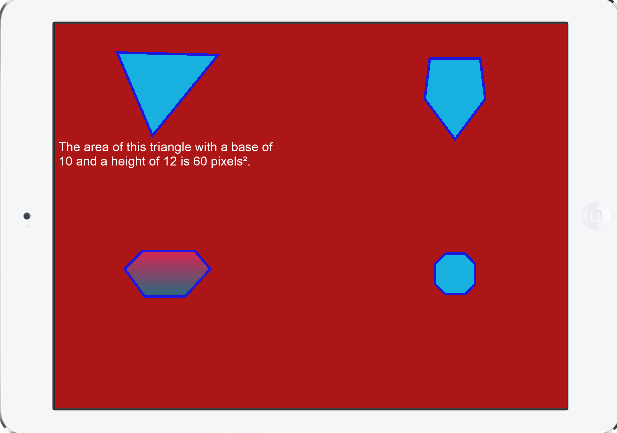 The area of this triangle with a base of
10 and a height of 12 is 60 pixels².